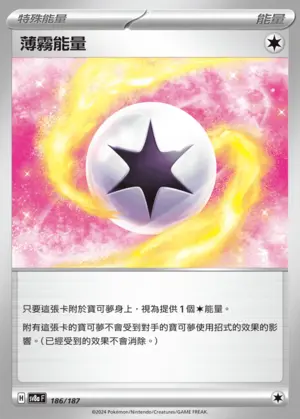 特殊能量
能量
薄霧能量
只要這張卡附於寶可夢身上，視為提供1個能量。
附有這張卡的寶可夢不會受到對手的寶可夢使用招式的效果的影
響。（已經受到的效果不會消除。）
H sv8a F 186/187
©2024 Pokémon/Nintendo/Creatures/GAME FREAK.